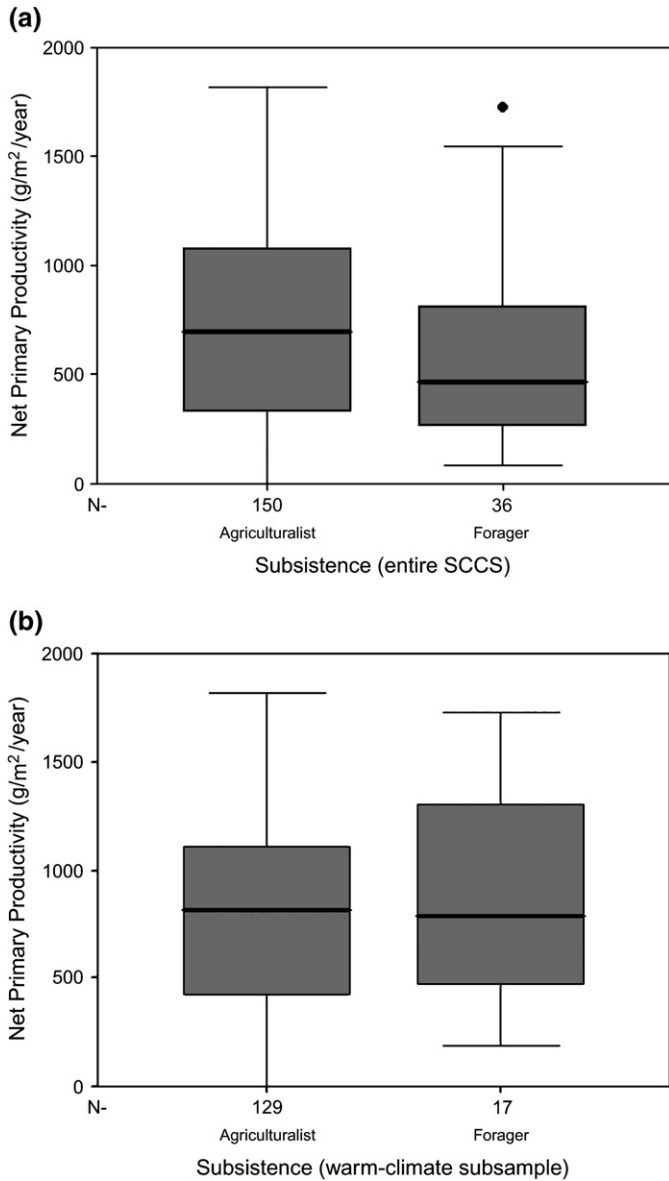 (a)
Net Primary Productivity (g/m²/year)
2000
1500
1000
500
0
N- 150 36
Agriculturalist Forager
Subsistence (entire SCCS)
(b)
Net Primary Productivity (g/m²/year)
2000
1500
1000
500
0
N- 129 17
Agriculturalist Forager
Subsistence (warm-climate subsample)